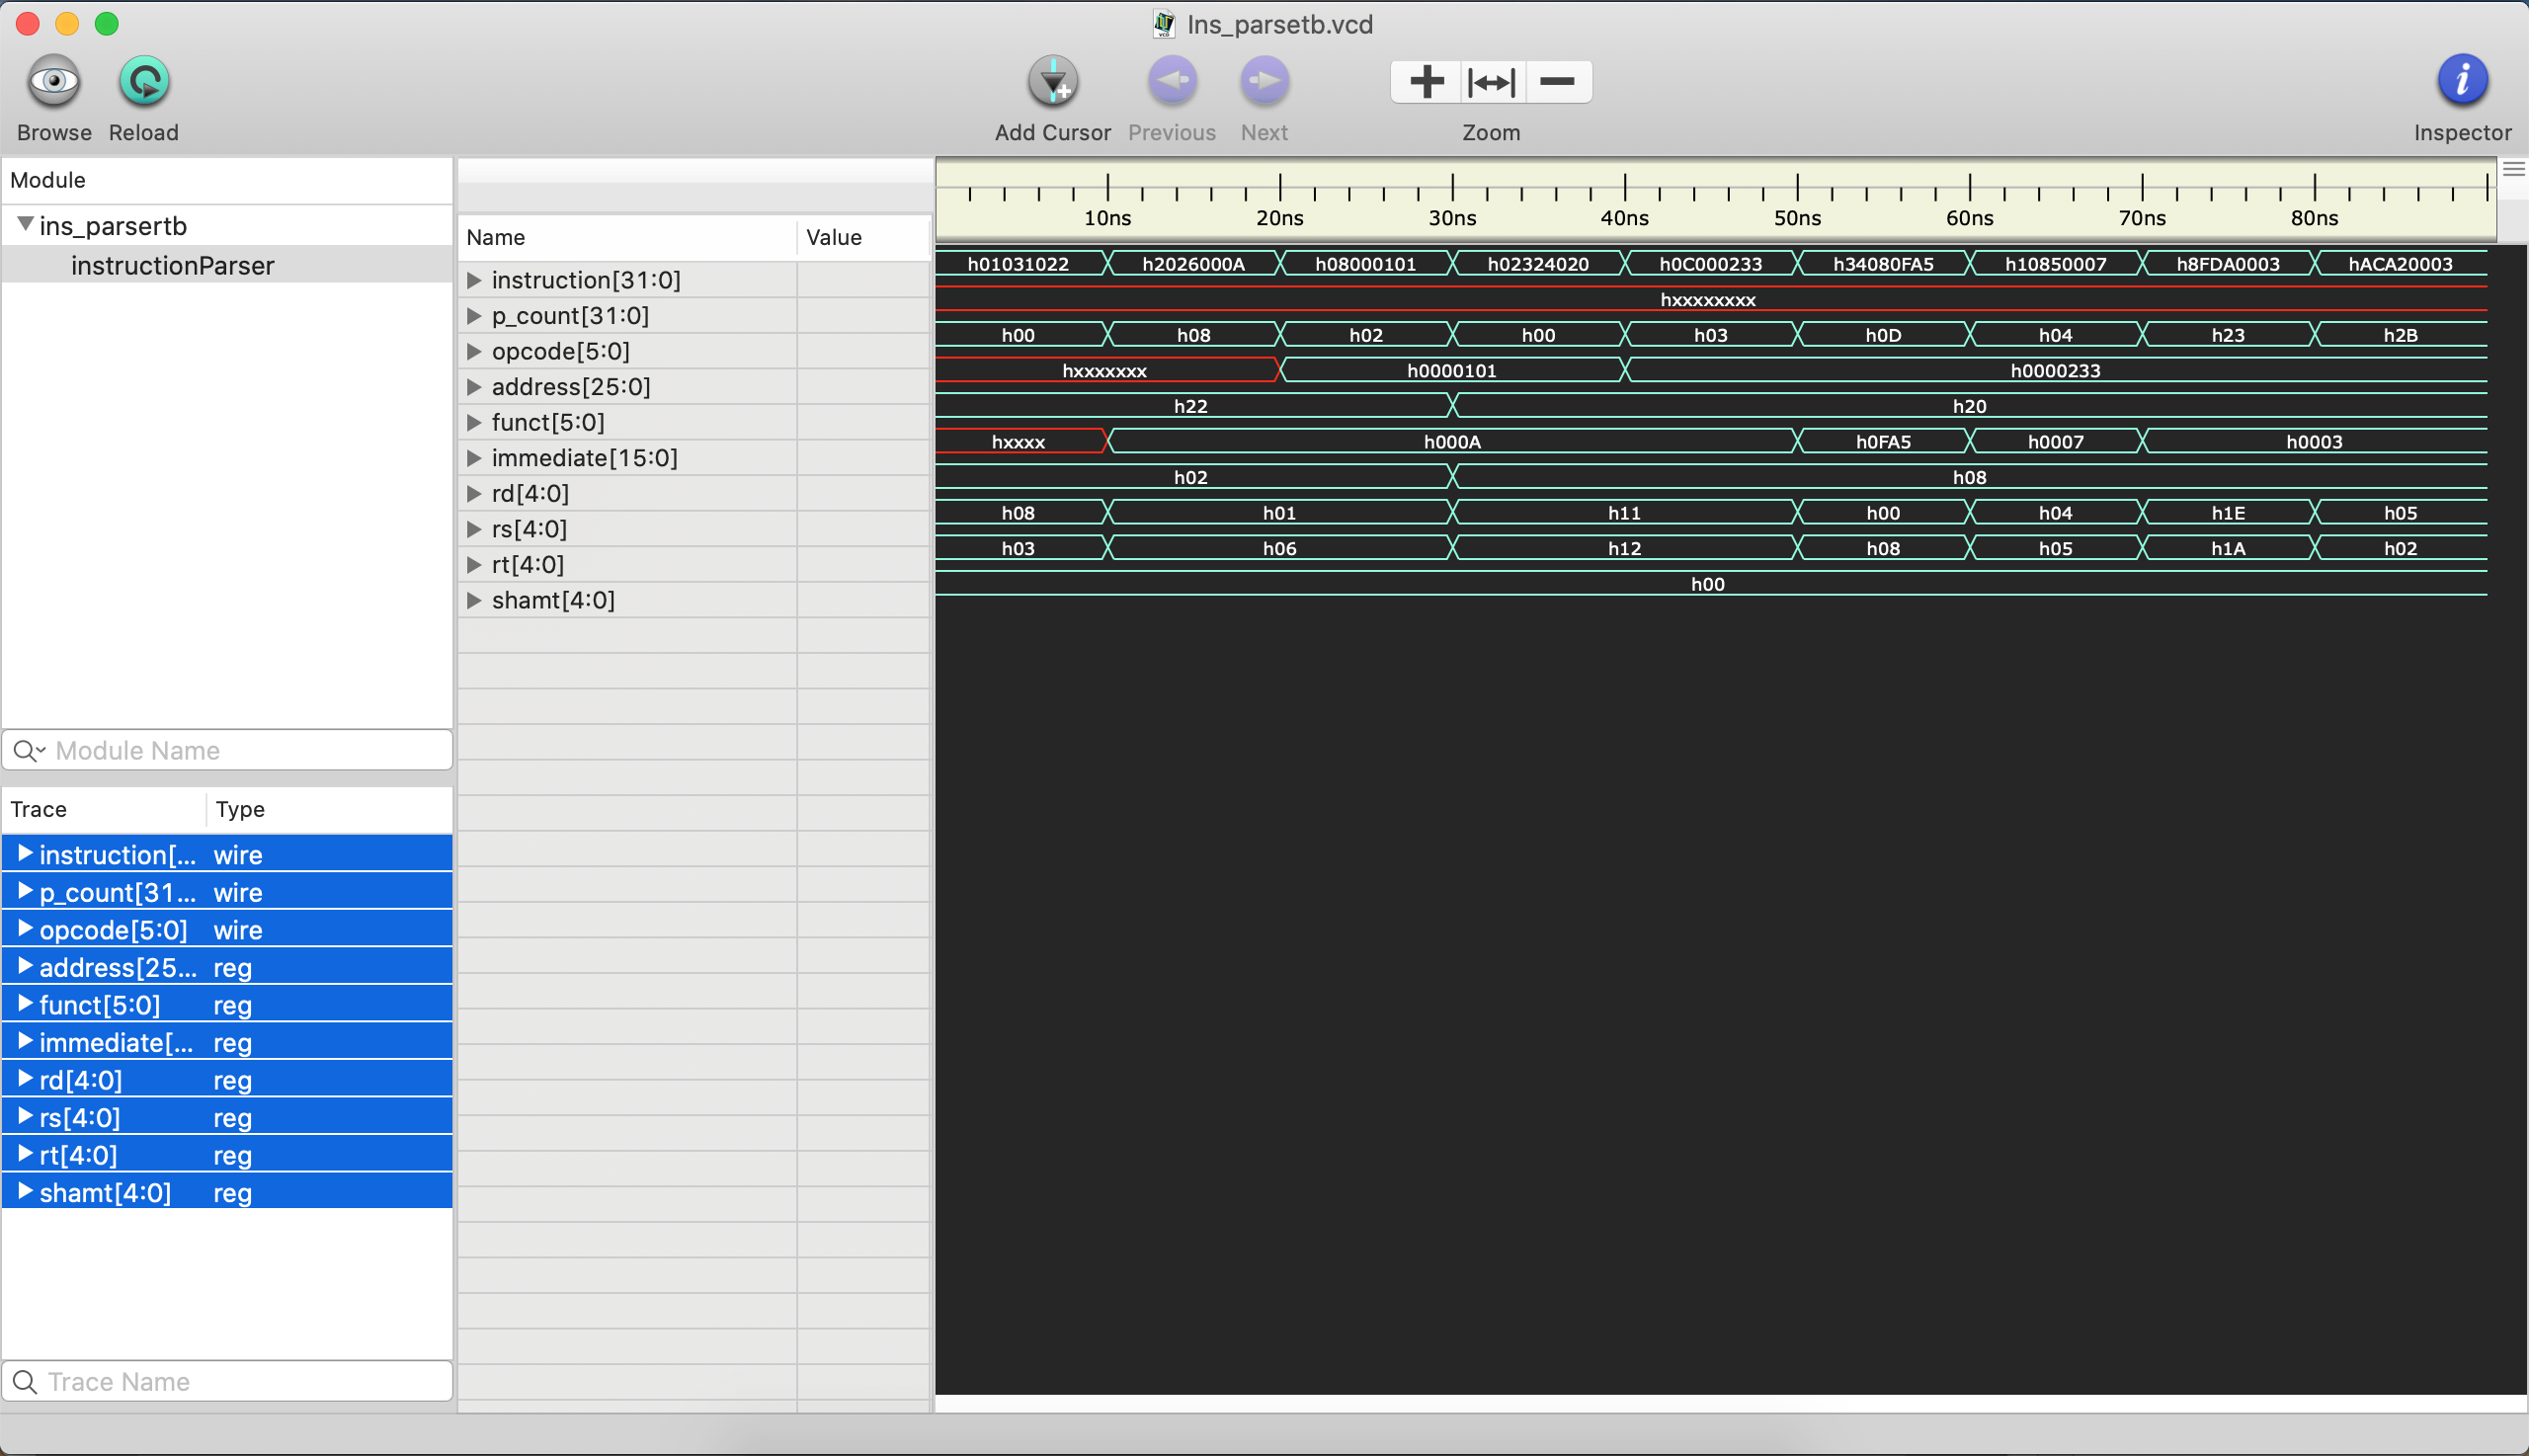 Ins_parsetb.vcd
Browse Reload Add Cursor Previous Next Zoom Inspector
Module
ins_parsertb
instructionParser
Module Name
Trace Type
instruction[... wire
p_count[31... wire
opcode[5:0] wire
address[25... reg
funct[5:0] reg
immediate[... reg
rd[4:0] reg
rs[4:0] reg
rt[4:0] reg
shamt[4:0] reg
Trace Name
Name Value
10ns 20ns 30ns 40ns 50ns 60ns 70ns 80ns
instruction[31:0] h01031022 h2026000A h08000101 h02324020 h0C000233 h34080FA5 h10850007 h8FDA0003 hACA20003
p_count[31:0] hxxxxxxxx
opcode[5:0] h00 h08 h02 h00 h03 h0D h04 h23 h2B
address[25:0] hxxxxxxx h0000101 h0000233
funct[5:0] h22 h20
immediate[15:0] hxxxx h000A h0FA5 h0007 h0003
rd[4:0] h02 h08
rs[4:0] h08 h01 h11 h00 h04 h1E h05
rt[4:0] h03 h06 h12 h08 h05 h1A h02
shamt[4:0] h00